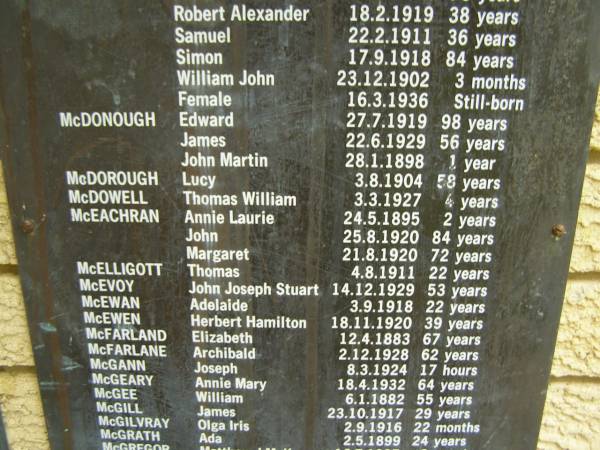 Robert Alexander 18.2.1919 38 years
Samuel 22.2.1911 36 years
Simon 17.9.1918 84 years
William John 23.12.1902 3 months
Female 16.3.1936 Still-born
McDONOUGH Edward 27.7.1919 98 years
James 22.6.1929 56 years
John Martin 28.1.1898 1 year
McDOROUGH Lucy 3.8.1904 58 years
McDOWELL Thomas William 3.3.1927 4 years
McEACHRAN Annie Laurie 24.5.1895 2 years
John 25.8.1920 84 years
Margaret 21.8.1920 72 years
McELLIGOTT Thomas 4.8.1911 22 years
McEVOY John Joseph Stuart 14.12.1929 53 years
McEWAN Adelaide 3.9.1918 22 years
McEWEN Herbert Hamilton 18.11.1920 39 years
McFARLAND Elizabeth 12.4.1883 67 years
McFARLANE Archibald 2.12.1928 62 years
McGANN Joseph 8.3.1924 17 hours
McGEARY Annie Mary 18.4.1932 64 years
McGEE William 6.1.1882 55 years
McGILL James 23.10.1917 29 years
McGILVRAY Olga Iris 2.9.1916 22 months
McGRATH Ada 2.5.1899 24 years
McGREGOR